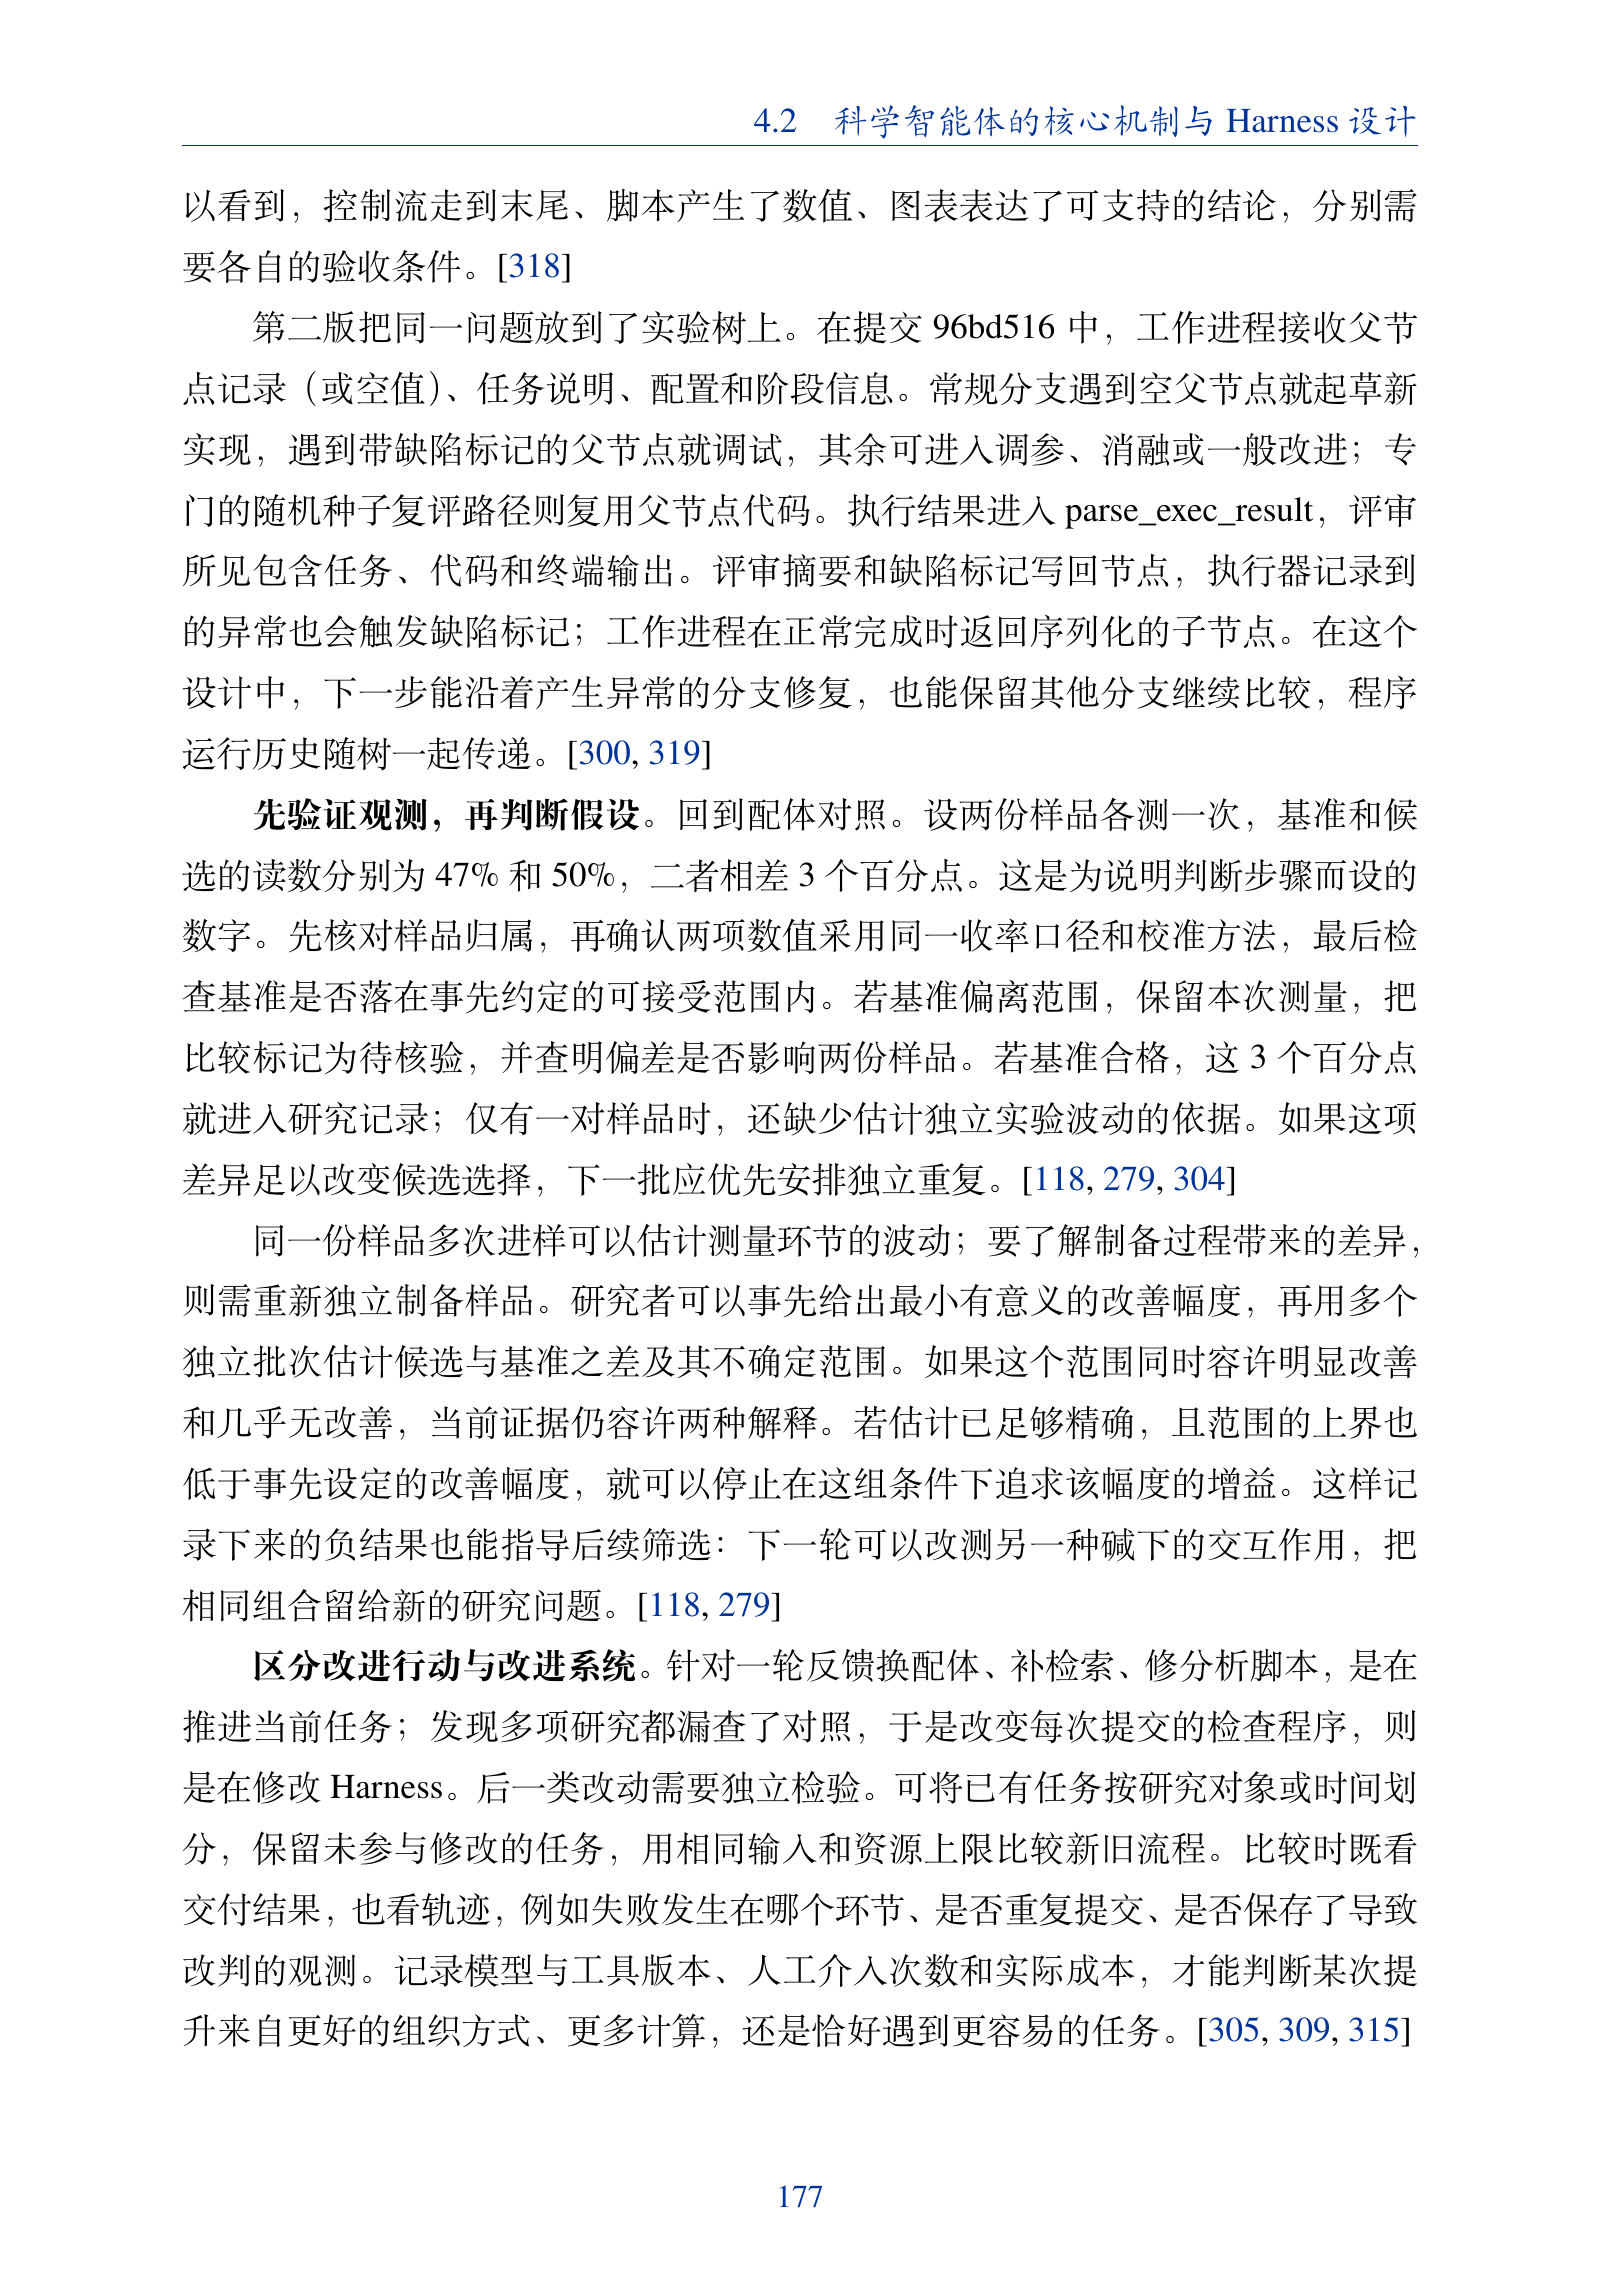 4.2 科学智能体的核心机制与 Harness 设计
以看到，控制流走到末尾、脚本产生了数值、图表表达了可支持的结论，分别需
要各自的验收条件。[318]
第二版把同一问题放到了实验树上。在提交 96bd516 中，工作进程接收父节
点记录（或空值）、任务说明、配置和阶段信息。常规分支遇到空父节点就起草新
实现，遇到带缺陷标记的父节点就调试，其余可进入调参、消融或一般改进；专
门的随机种子复评路径则复用父节点代码。执行结果进入 parse_exec_result，评审
所见包含任务、代码和终端输出。评审摘要和缺陷标记写回节点，执行器记录到
的异常也会触发缺陷标记；工作进程在正常完成时返回序列化的子节点。在这个
设计中，下一步能沿着产生异常的分支修复，也能保留其他分支继续比较，程序
运行历史随树一起传递。[300, 319]
先验证观测，再判断假设。回到配体对照。设两份样品各测一次，基准和候
选的读数分别为 47% 和 50%，二者相差 3 个百分点。这是为说明判断步骤而设的
数字。先核对样品归属，再确认两项数值采用同一收率口径和校准方法，最后检
查基准是否落在事先约定的可接受范围内。若基准偏离范围，保留本次测量，把
比较标记为待核验，并查明偏差是否影响两份样品。若基准合格，这 3 个百分点
就进入研究记录；仅有一对样品时，还缺少估计独立实验波动的依据。如果这项
差异足以改变候选选择，下一批应优先安排独立重复。[118, 279, 304]
同一份样品多次进样可以估计测量环节的波动；要了解制备过程带来的差异，
则需重新独立制备样品。研究者可以事先给出最小有意义的改善幅度，再用多个
独立批次估计候选与基准之差及其不确定范围。如果这个范围同时容许明显改善
和几乎无改善，当前证据仍容许两种解释。若估计已足够精确，且范围的上界也
低于事先设定的改善幅度，就可以停止在这组条件下追求该幅度的增益。这样记
录下来的负结果也能指导后续筛选：下一轮可以改测另一种碱下的交互作用，把
相同组合留给新的研究问题。[118, 279]
区分改进行动与改进系统。针对一轮反馈换配体、补检索、修分析脚本，是在
推进当前任务；发现多项研究都漏查了对照，于是改变每次提交的检查程序，则
是在修改 Harness。后一类改动需要独立检验。可将已有任务按研究对象或时间划
分，保留未参与修改的任务，用相同输入和资源上限比较新旧流程。比较时既看
交付结果，也看轨迹，例如失败发生在哪个环节、是否重复提交、是否保存了导致
改判的观测。记录模型与工具版本、人工介入次数和实际成本，才能判断某次提
升来自更好的组织方式、更多计算，还是恰好遇到更容易的任务。[305, 309, 315]
177